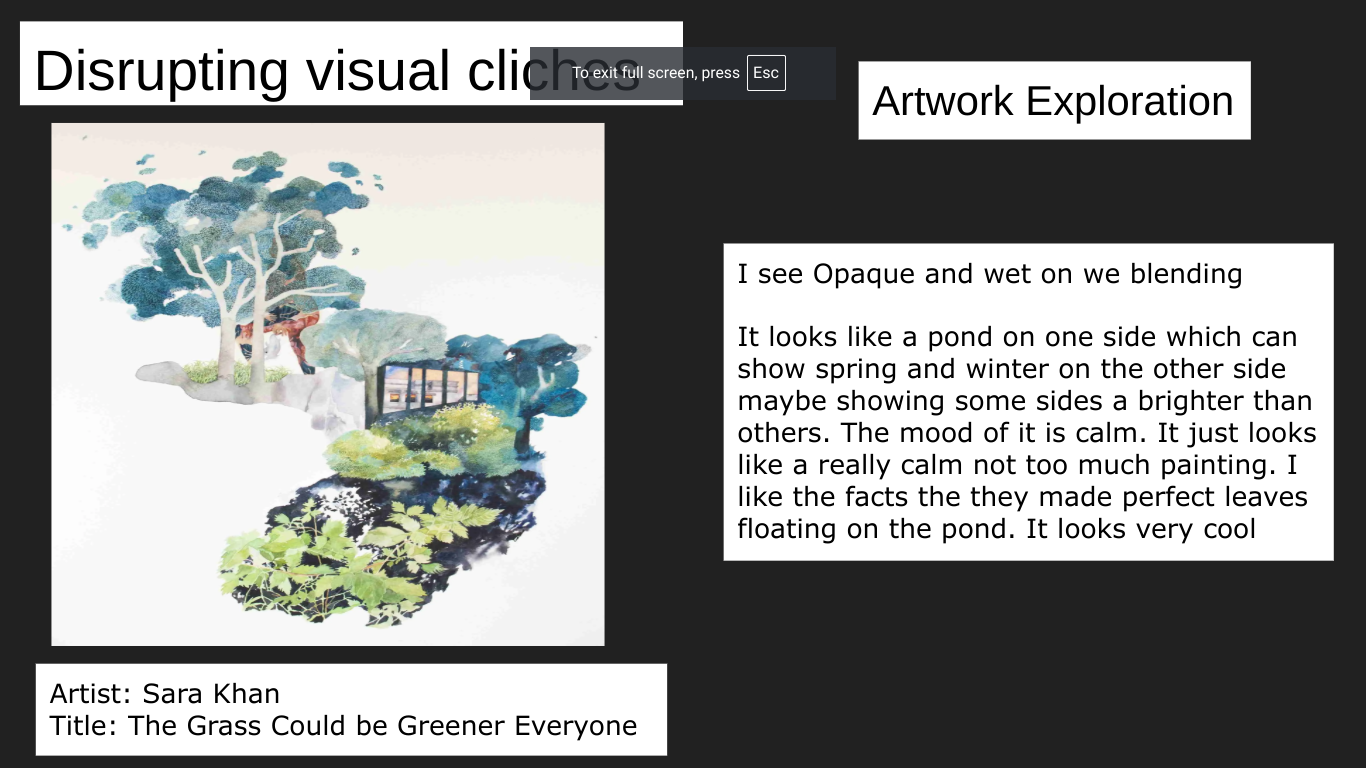 Disrupting visual cliches
To exit full screen, press Esc
Artwork Exploration
I see Opaque and wet on we blending
It looks like a pond on one side which can
show spring and winter on the other side
maybe showing some sides a brighter than
others. The mood of it is calm. It just looks
like a really calm not too much painting. I
like the facts the they made perfect leaves
floating on the pond. It looks very cool
Artist: Sara Khan
Title: The Grass Could be Greener Everyone